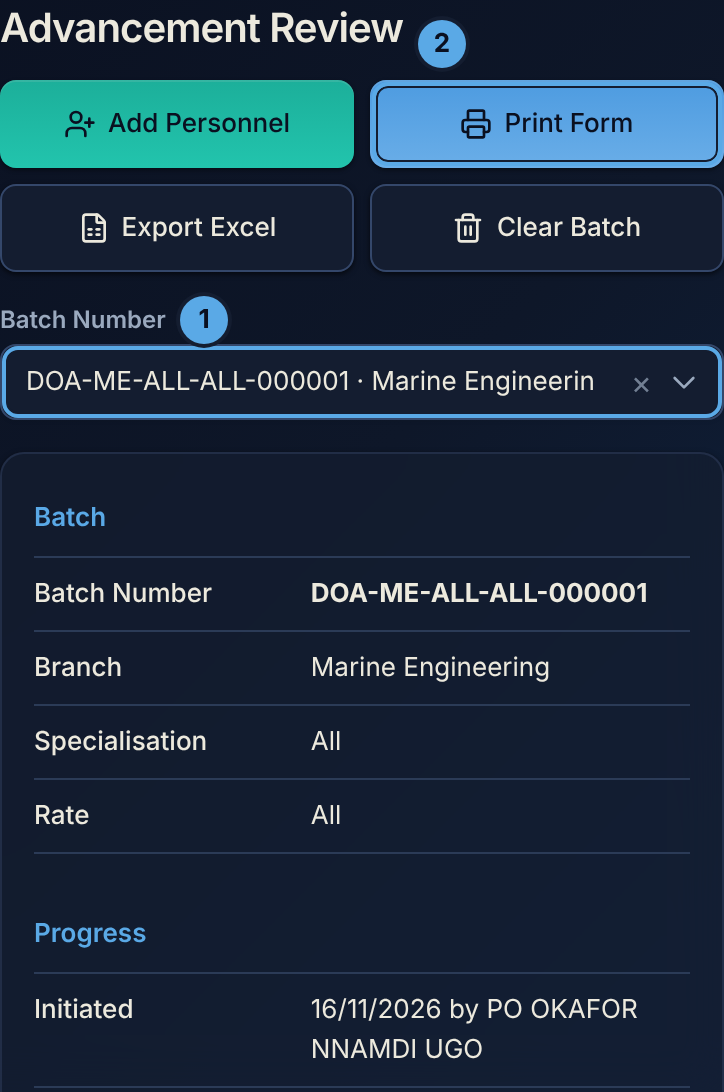 Advancement Review
2
Add Personnel
Print Form
Export Excel
Clear Batch
Batch Number
1
DOA-ME-ALL-ALL-000001 · Marine Engineerin
Batch
Batch Number DOA-ME-ALL-ALL-000001
Branch Marine Engineering
Specialisation All
Rate All
Progress
Initiated 16/11/2026 by PO OKAFOR
NNAMDI UGO